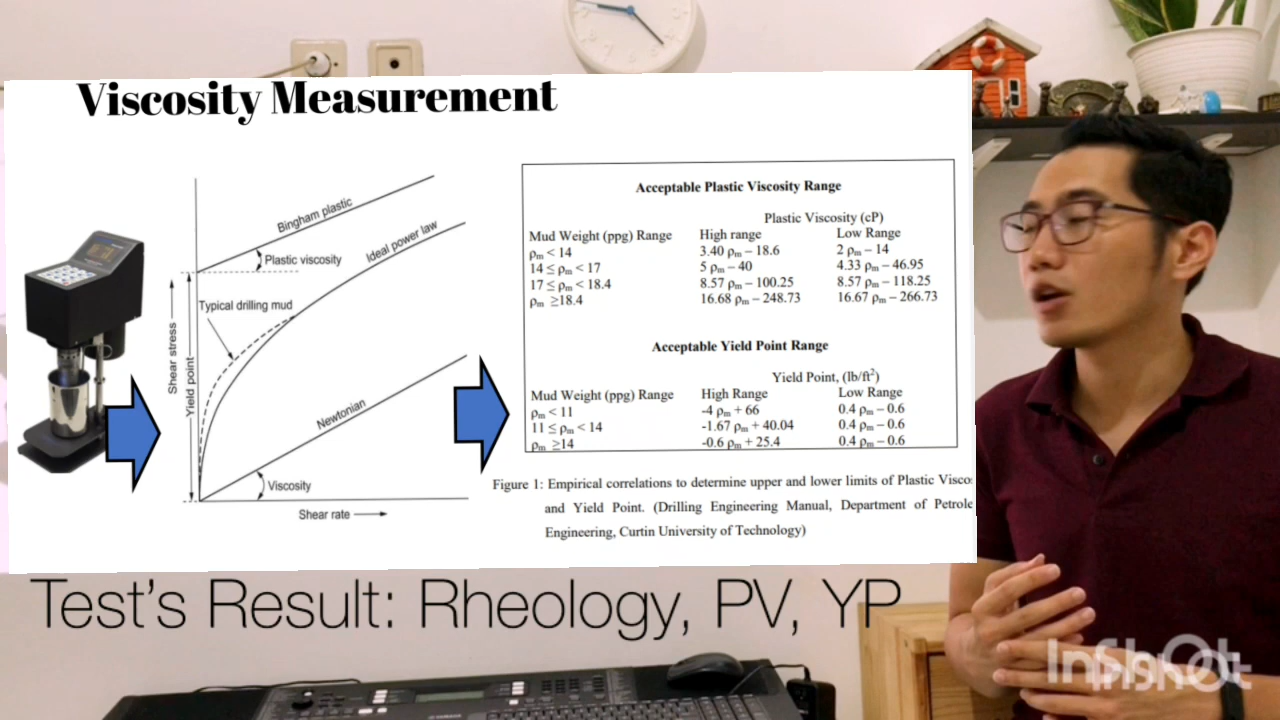 Viscosity Measurement
Bingham plastic
Ideal power law
Plastic viscosity
Typical drilling mud
Shear stress
Yield point
Newtonian
Viscosity
Shear rate
Acceptable Plastic Viscosity Range
Plastic Viscosity (cP)
Mud Weight (ppg) Range High range Low Range
ρm < 14 3.40 ρm – 18.6 2 ρm – 14
14 ≤ ρm < 17 5 ρm – 40 4.33 ρm – 46.95
17 ≤ ρm < 18.4 8.57 ρm – 100.25 8.57 ρm – 118.25
ρm ≥18.4 16.68 ρm – 248.73 16.67 ρm – 266.73
Acceptable Yield Point Range
Yield Point, (lb/ft²)
Mud Weight (ppg) Range High Range Low Range
ρm < 11 -4 ρm + 66 0.4 ρm – 0.6
11 ≤ ρm < 14 -1.67 ρm + 40.04 0.4 ρm – 0.6
ρm ≥14 -0.6 ρm + 25.4 0.4 ρm – 0.6
Figure 1: Empirical correlations to determine upper and lower limits of Plastic Visco
and Yield Point. (Drilling Engineering Manual, Department of Petrole
Engineering, Curtin University of Technology)
Test's Result: Rheology, PV, YP
YAMAHA
InShOt